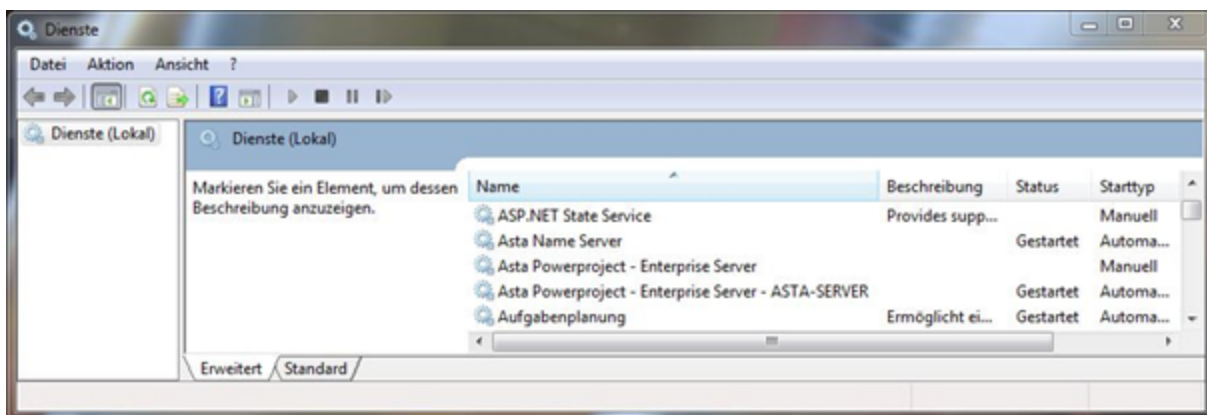 Dienste
Datei Aktion Ansicht ?
Dienste (Lokal)
Dienste (Lokal)
Markieren Sie ein Element, um dessen
Beschreibung anzuzeigen.
Name Beschreibung Status Starttyp
ASP.NET State Service Provides supp... Manuell
Asta Name Server Gestartet Automa...
Asta Powerproject - Enterprise Server Manuell
Asta Powerproject - Enterprise Server - ASTA-SERVER Gestartet Automa...
Aufgabenplanung Ermöglicht ei... Gestartet Automa...
Erweitert Standard